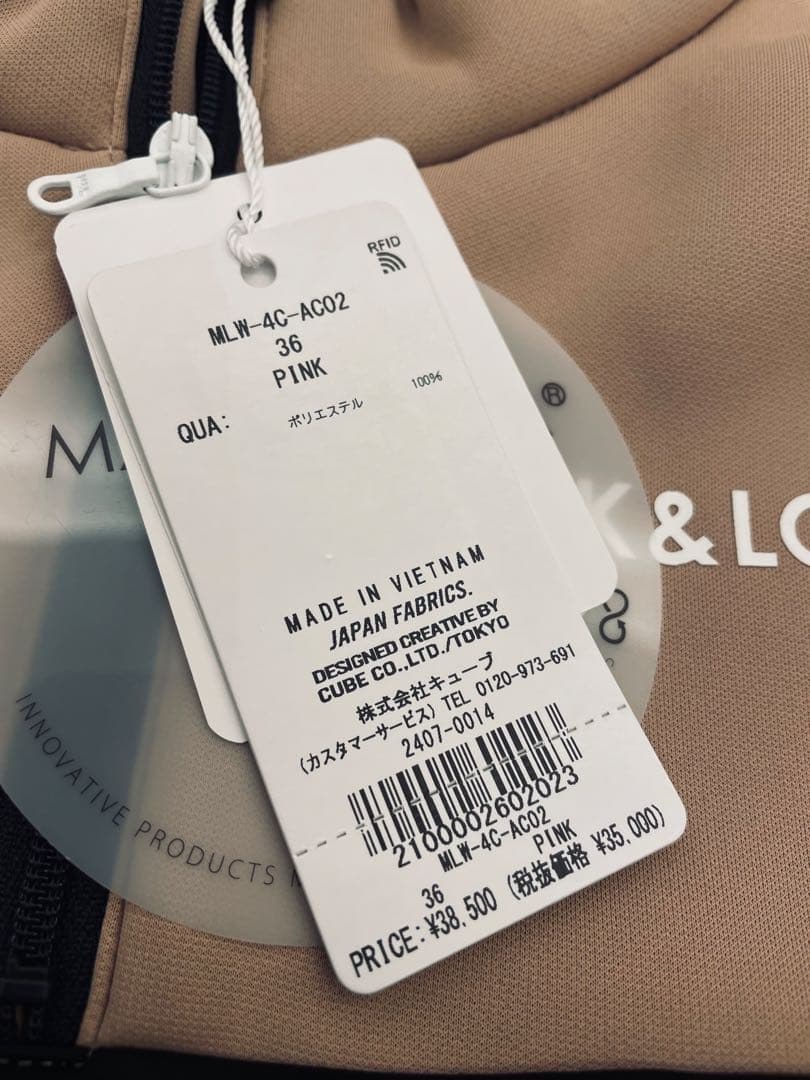 RFID
MLW-4C-AC02
36
PINK
QUA: ポリエステル 100%
MADE IN VIETNAM
JAPAN FABRICS.
DESIGNED CREATIVE BY
CUBE CO.,LTD./TOKYO
株式会社キューブ
(カスタマーサービス) TEL 0120-973-691
2407-0014
2100002602023
MLW-4C-AC02
36 PINK
PRICE: ¥38,500 (税抜価格 ¥35,000)
MA
®
K&LO
INNOVATIVE PRODUCTS